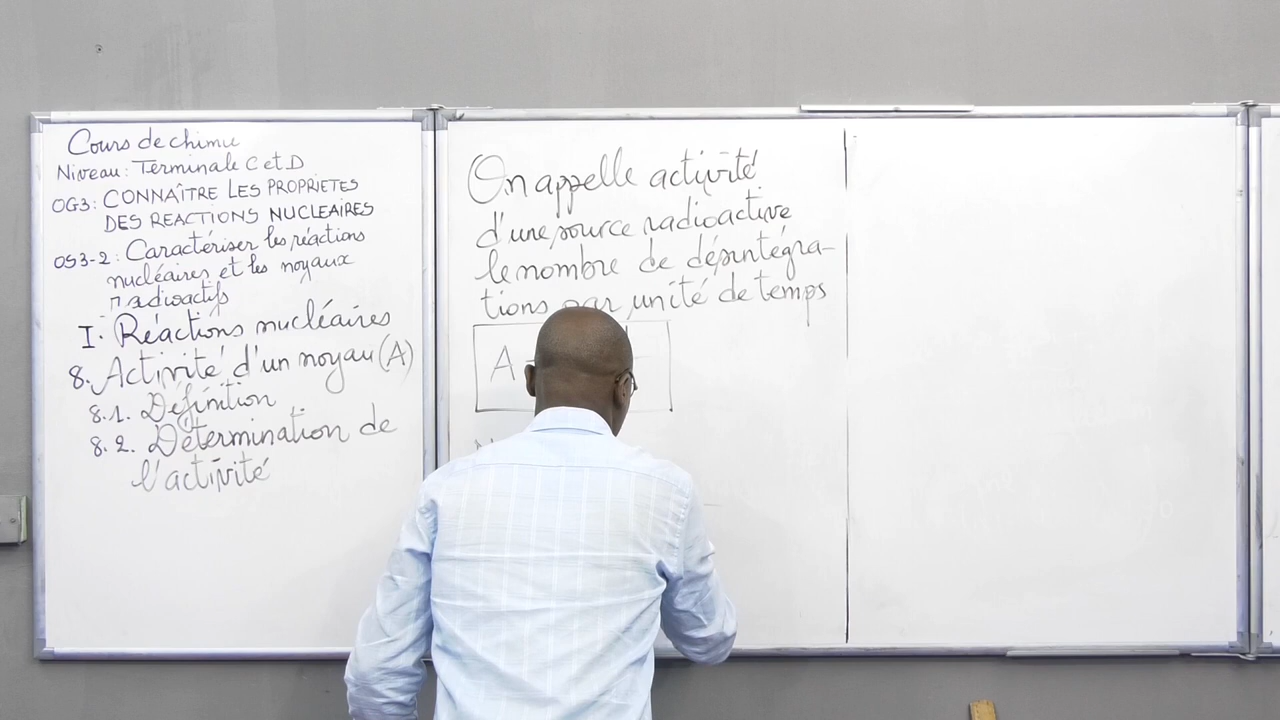 Cours de chimie
Niveau : Terminale C et D
OG3 : CONNAÎTRE LES PROPRIETES
DES REACTIONS NUCLEAIRES
OS3-2 : Caractériser les réactions
nucléaires et les noyaux
radioactifs
I. Réactions nucléaires
8. Activité d'un noyau (A)
8.1. Définition
8.2. Détermination de
l'activité
On appelle activité
d'une source radioactive
le nombre de désintégra-
tions par unité de temps
A